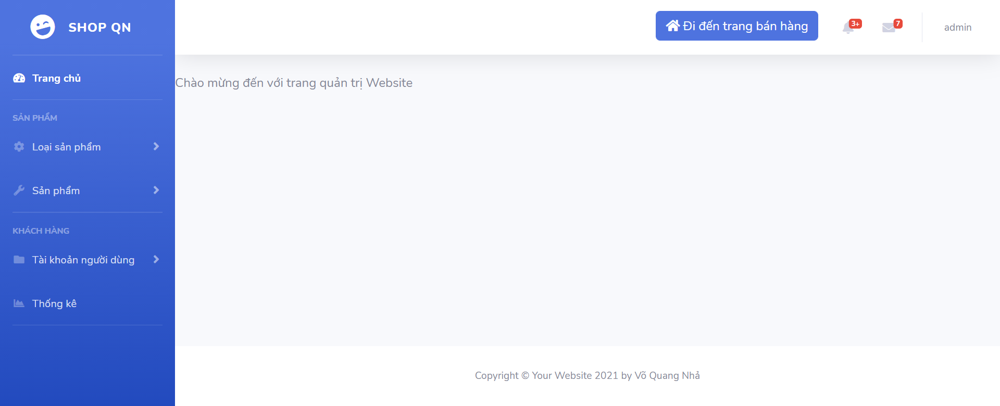 SHOP QN
Trang chủ
SẢN PHẨM
Loại sản phẩm
Sản phẩm
KHÁCH HÀNG
Tài khoản người dùng
Thống kê
Đi đến trang bán hàng
3+
7
admin
Chào mừng đến với trang quản trị Website
Copyright © Your Website 2021 by Võ Quang Nhả